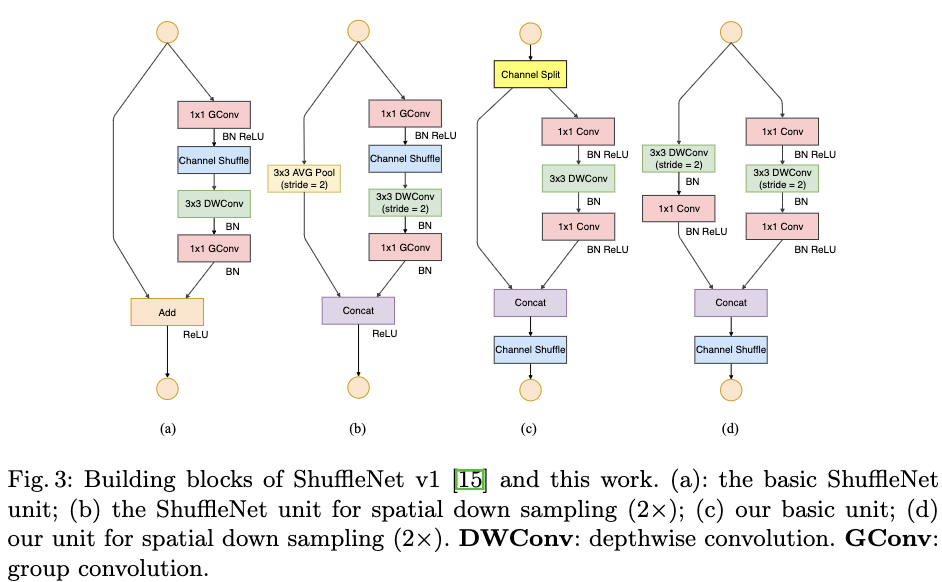 1x1 GConv
BN ReLU
Channel Shuffle
3x3 DWConv
BN
1x1 GConv
BN
Add
ReLU
(a)
3x3 AVG Pool
(stride = 2)
1x1 GConv
BN ReLU
Channel Shuffle
3x3 DWConv
(stride = 2)
BN
1x1 GConv
BN
Concat
ReLU
(b)
Channel Split
1x1 Conv
BN ReLU
3x3 DWConv
BN
1x1 Conv
BN ReLU
Concat
Channel Shuffle
(c)
3x3 DWConv
(stride = 2)
BN
1x1 Conv
BN ReLU
1x1 Conv
BN ReLU
3x3 DWConv
(stride = 2)
BN
1x1 Conv
BN ReLU
Concat
Channel Shuffle
(d)
Fig. 3: Building blocks of ShuffleNet v1 [15] and this work. (a): the basic ShuffleNet
unit; (b) the ShuffleNet unit for spatial down sampling (2×); (c) our basic unit; (d)
our unit for spatial down sampling (2×). DWConv: depthwise convolution. GConv:
group convolution.